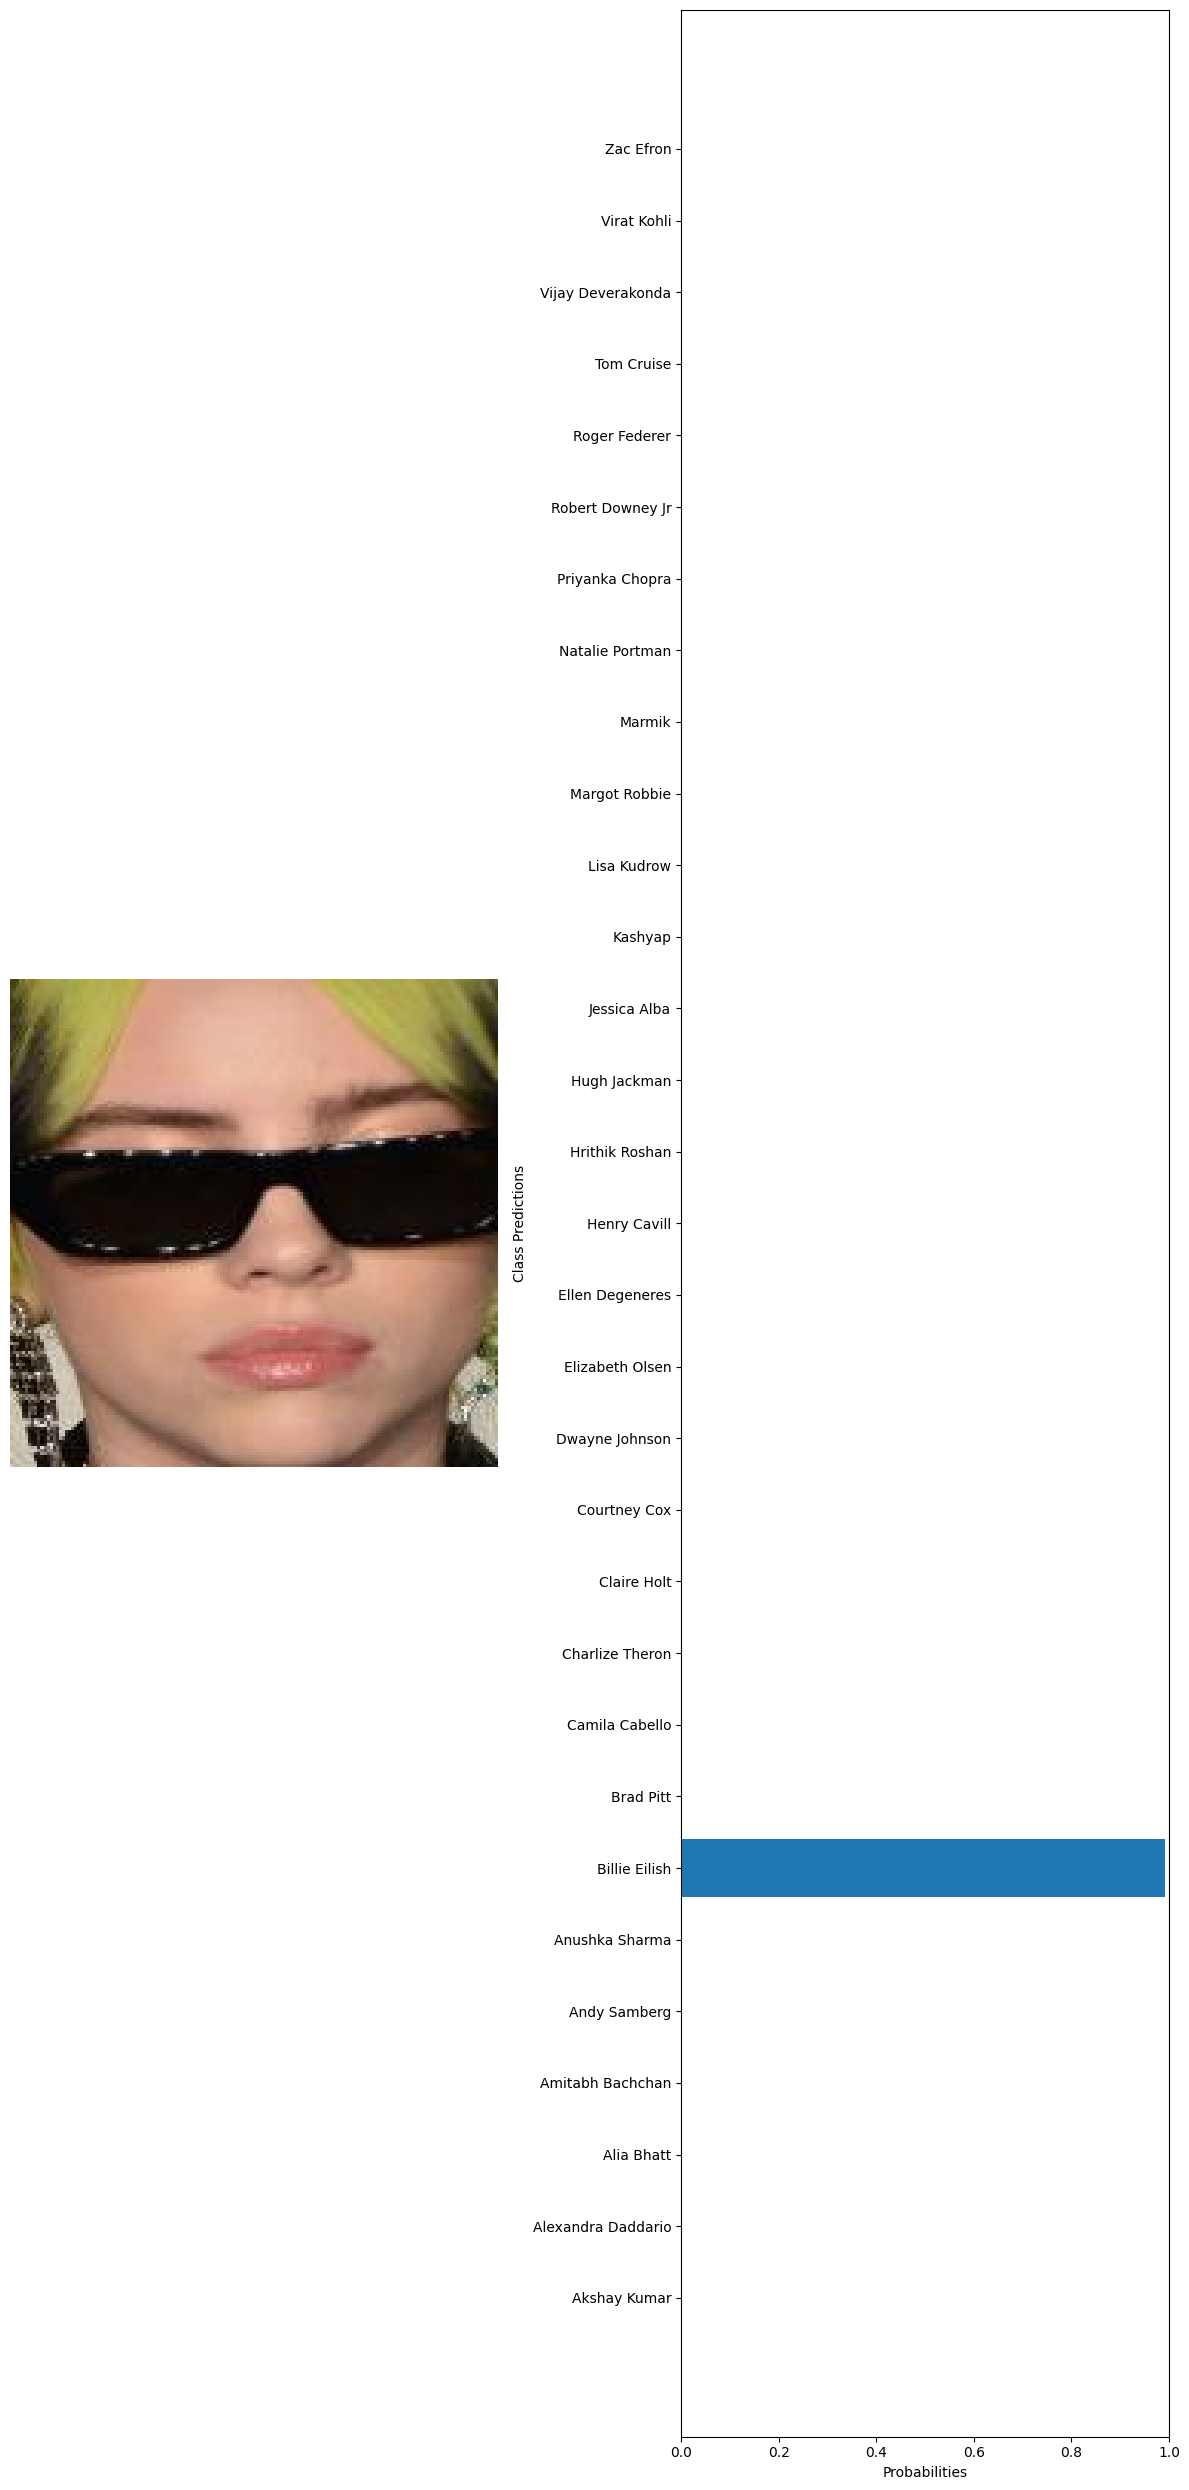 Zac Efron
Virat Kohli
Vijay Deverakonda
Tom Cruise
Roger Federer
Robert Downey Jr
Priyanka Chopra
Natalie Portman
Marmik
Margot Robbie
Lisa Kudrow
Kashyap
Jessica Alba
Hugh Jackman
Hrithik Roshan
Henry Cavill
Ellen Degeneres
Elizabeth Olsen
Dwayne Johnson
Courtney Cox
Claire Holt
Charlize Theron
Camila Cabello
Brad Pitt
Billie Eilish
Anushka Sharma
Andy Samberg
Amitabh Bachchan
Alia Bhatt
Alexandra Daddario
Akshay Kumar
Class Predictions
0.0 0.2 0.4 0.6 0.8 1.0
Probabilities